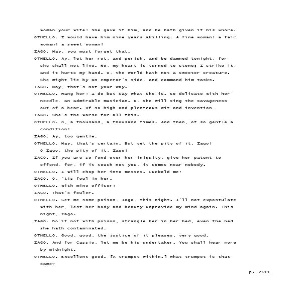 woman your wife! she gave it him, and he hath given it his whore.
OTHELLO. I would have him nine years akilling. A fine woman! a fair
woman! a sweet woman!
IAGO. Nay, you must forget that.
OTHELLO. Ay, let her rot, and perish, and be damned tonight, for
she shall not live. No, my heart is turned to stone; I strike it,
and it hurts my hand. O, the world hath not a sweeter creature.
She might lie by an emperor's side, and command him tasks.
IAGO. Nay, that's not your way.
OTHELLO. Hang her! I do but say what she is. So delicate with her
needle, an admirable musician. O, she will sing the savageness
out of a bear. Of so high and plenteous wit and invention!
IAGO. She's the worse for all this.
OTHELLO. O, a thousand, a thousand times. And then, of so gentle a
condition!
IAGO. Ay, too gentle.
OTHELLO. Nay, that's certain. But yet the pity of it, Iago!
O Iago, the pity of it, Iago!
IAGO. If you are so fond over her iniquity, give her patent to
offend, for, if it touch not you, it comes near nobody.
OTHELLO. I will chop her into messes. Cuckold me!
IAGO. O, 'tis foul in her.
OTHELLO. With mine officer!
IAGO. That's fouler.
OTHELLO. Get me some poison, Iago, this night. I'll not expostulate
with her, lest her body and beauty unprovide my mind again. This
night, Iago.
IAGO. Do it not with poison, strangle her in her bed, even the bed
she hath contaminated.
OTHELLO. Good, good, the justice of it pleases, very good.
IAGO. And for Cassio, let me be his undertaker. You shall hear more
by midnight.
OTHELLO. Excellent good. [A trumpet within.] What trumpet is that
same?